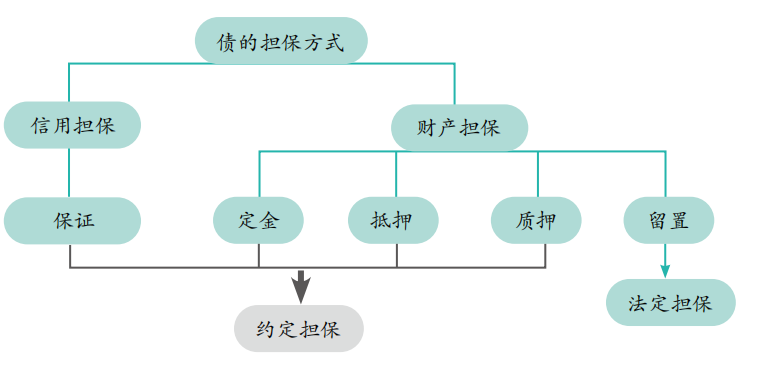 债的担保方式
信用担保
财产担保
保证
定金
抵押
质押
留置
法定担保
约定担保